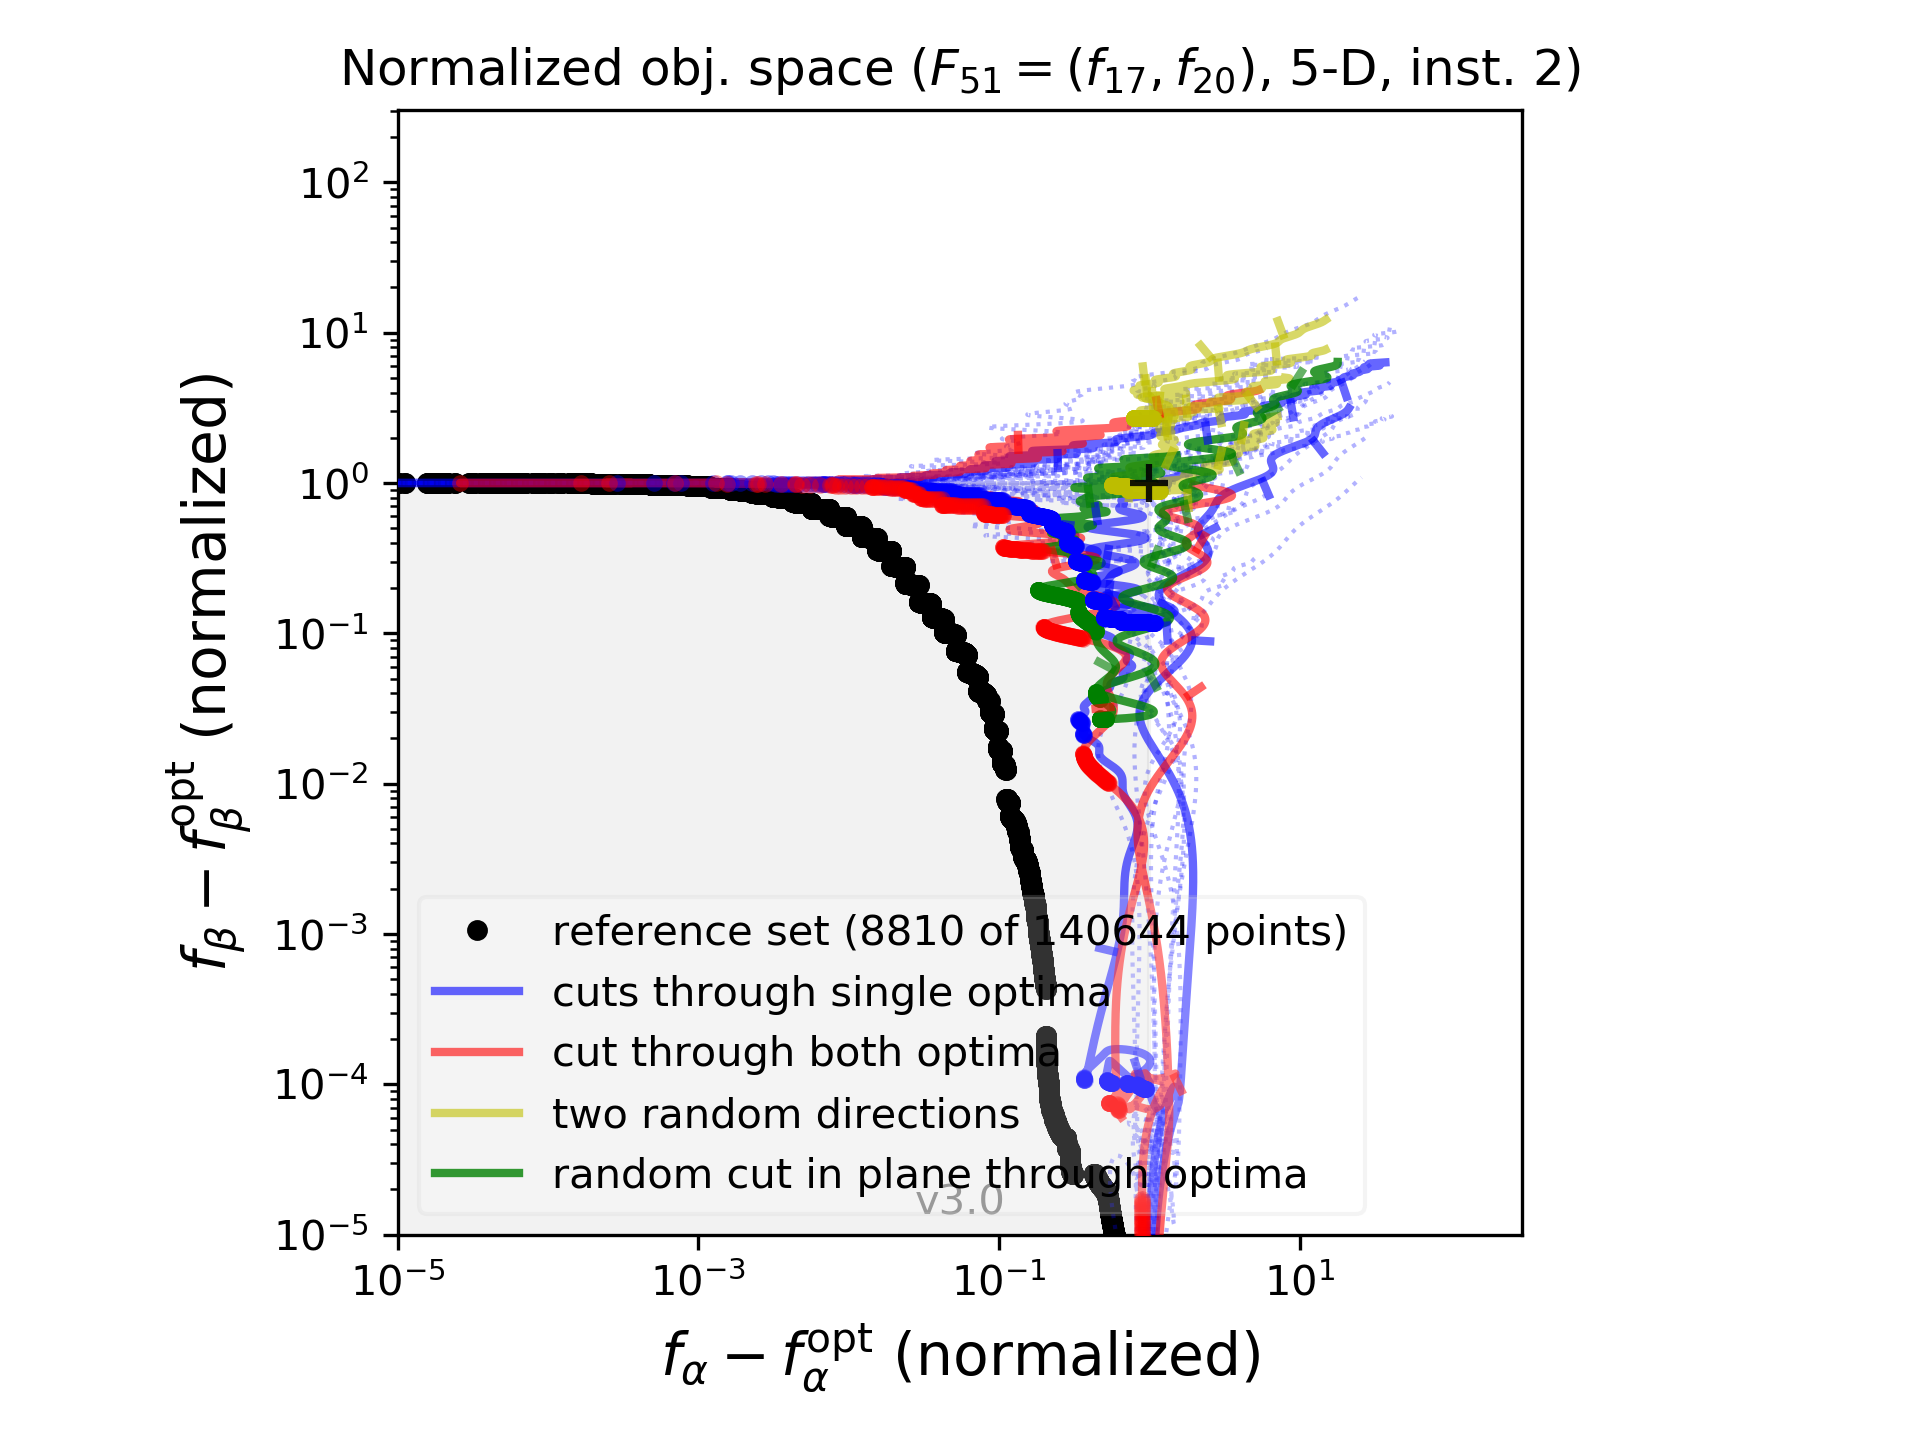 Normalized obj. space (F₅₁ = (f₁₇, f₂₀), 5-D, inst. 2)
10²
10¹
10⁰
10⁻¹
10⁻²
10⁻³
10⁻⁴
10⁻⁵
f_β − f_β^opt (normalized)
reference set (8810 of 140644 points)
cuts through single optima
cut through both optima
two random directions
random cut in plane through optima
v3.0
10⁻⁵ 10⁻³ 10⁻¹ 10¹
f_α − f_α^opt (normalized)